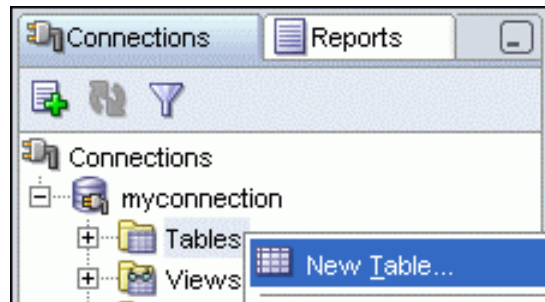 Connections Reports
Connections
myconnection
Tables
New Table...
Views